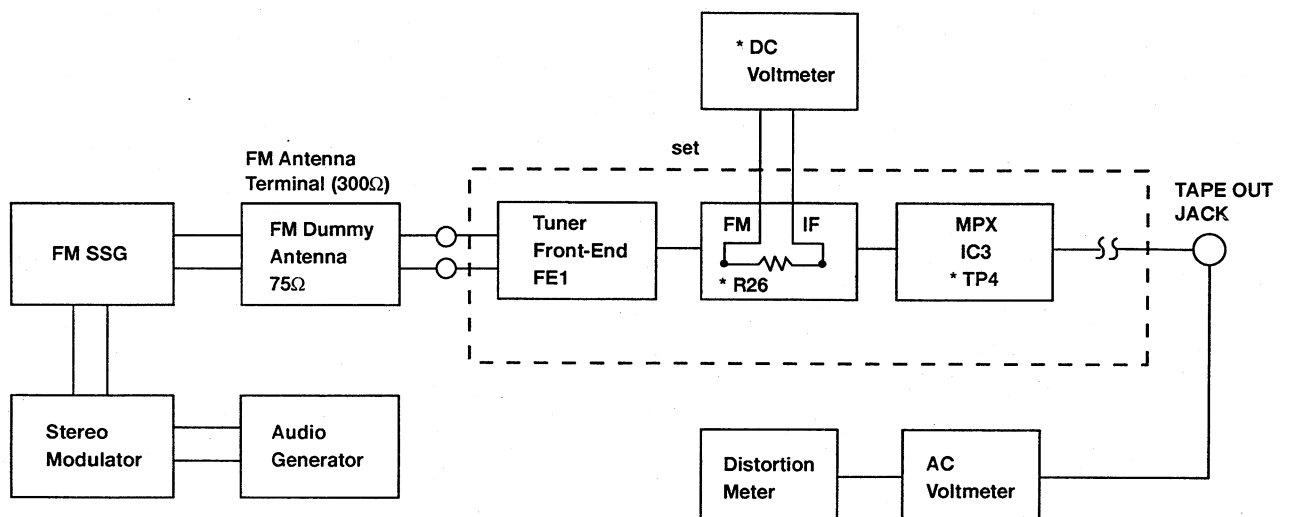 * DC
Voltmeter
set
FM Antenna
Terminal (300Ω)
TAPE OUT
JACK
FM SSG
FM Dummy
Antenna
75Ω
Tuner
Front-End
FE1
FM IF
* R26
MPX
IC3
* TP4
Stereo
Modulator
Audio
Generator
Distortion
Meter
AC
Voltmeter